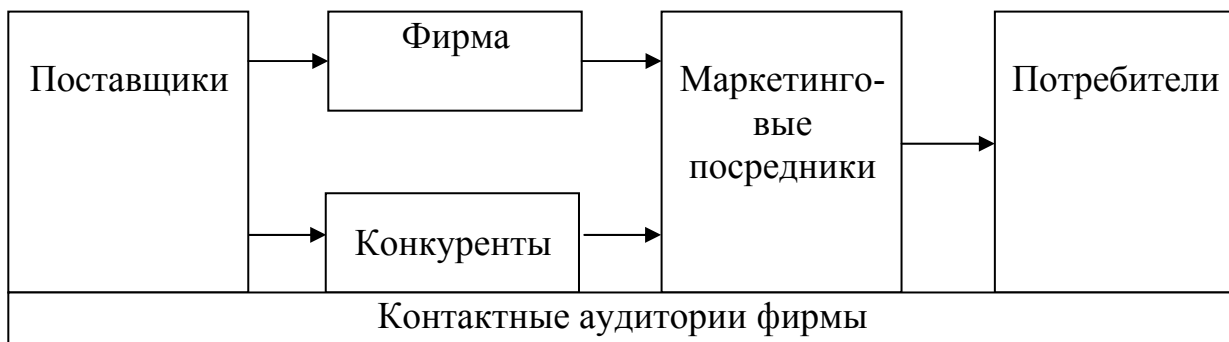 Фирма
Поставщики
Маркетинго-
вые
посредники
Потребители
Конкуренты
Контактные аудитории фирмы